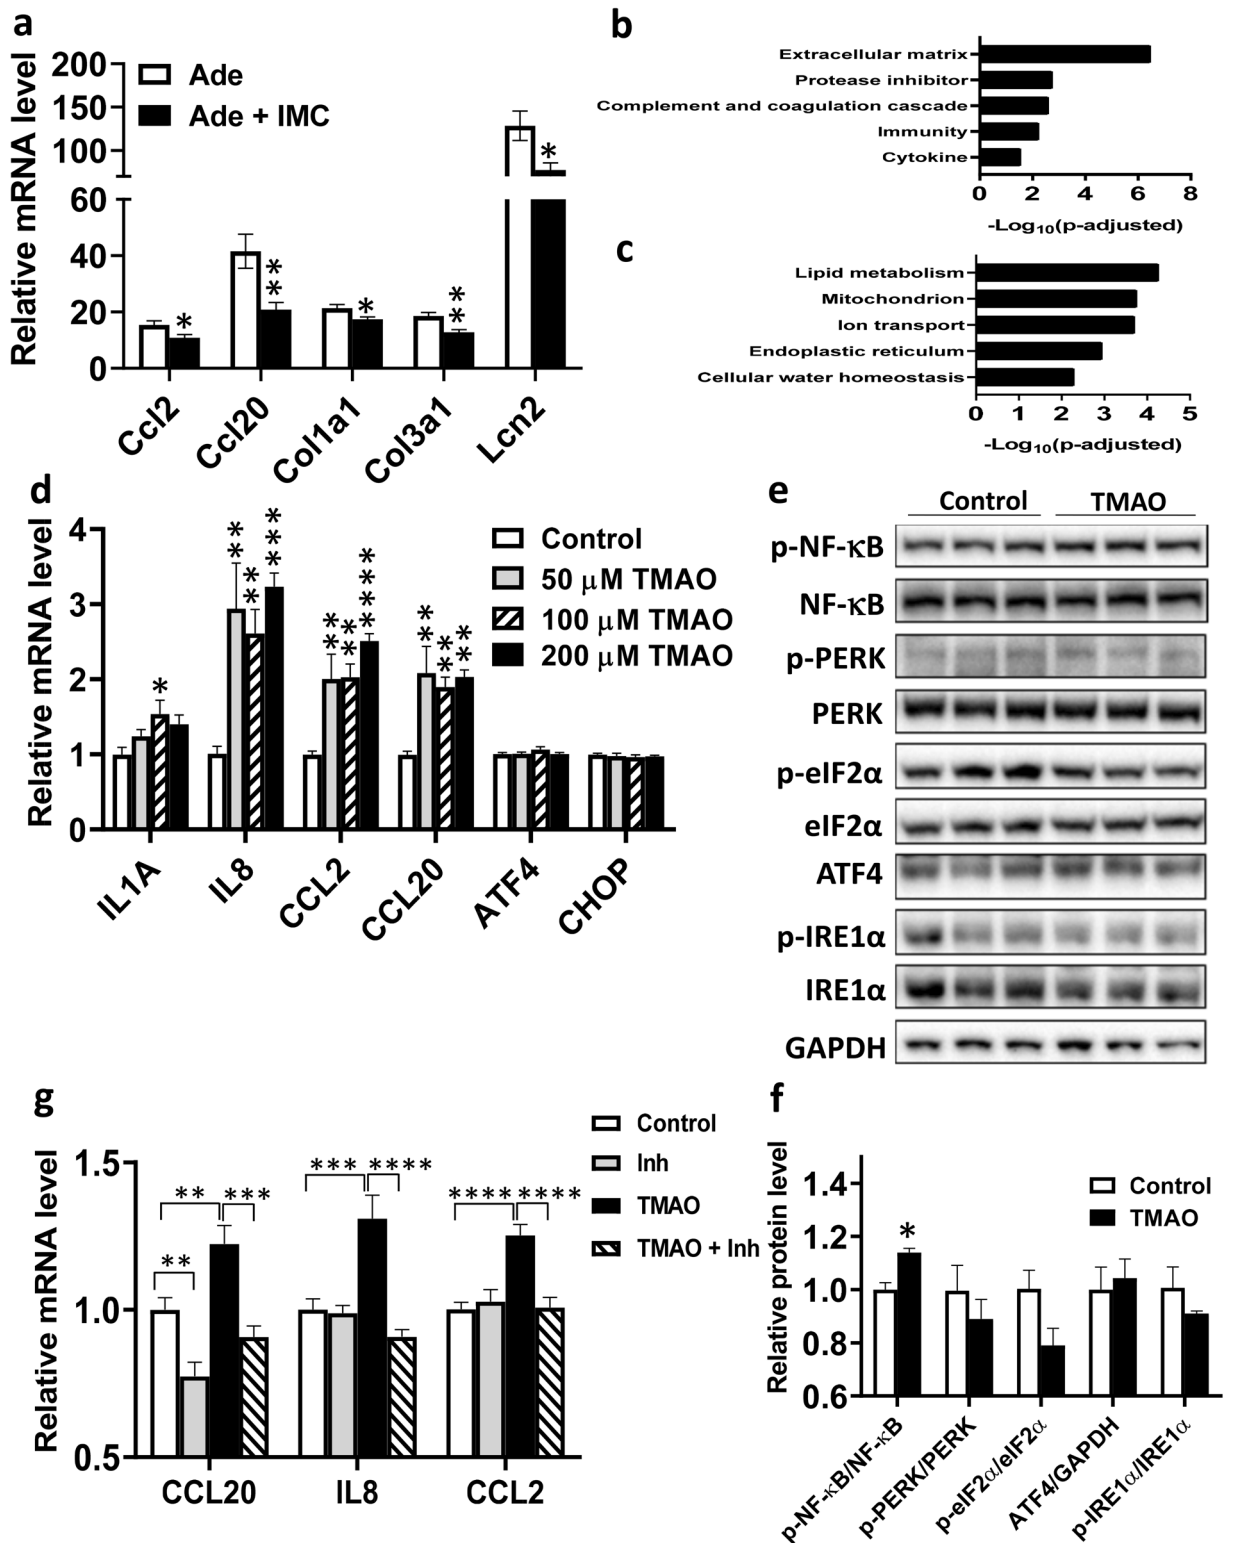 a
Relative mRNA level
200
150
100
60
40
20
0
Ade
Ade + IMC
*
**
*
**
*
Ccl2
Ccl20
Col1a1
Col3a1
Lcn2
b
Extracellular matrix
Protease inhibitor
Complement and coagulation cascade
Immunity
Cytokine
0 2 4 6 8
-Log10(p-adjusted)
c
Lipid metabolism
Mitochondrion
Ion transport
Endoplastic reticulum
Cellular water homeostasis
0 1 2 3 4 5
-Log10(p-adjusted)
d
Relative mRNA level
4
3
2
1
0
Control
50 μM TMAO
100 μM TMAO
200 μM TMAO
*
**
**
***
**
**
****
**
**
**
IL1A
IL8
CCL2
CCL20
ATF4
CHOP
e
Control TMAO
p-NF-κB
NF-κB
p-PERK
PERK
p-eIF2α
eIF2α
ATF4
p-IRE1α
IRE1α
GAPDH
g
Relative mRNA level
1.5
1.0
0.5
Control
Inh
TMAO
TMAO + Inh
** ***
**
*** ****
**** ****
CCL20 IL8 CCL2
f
Relative protein level
1.4
1.2
1.0
0.8
0.6
Control
TMAO
*
p-NF-κB/NF-κB
p-PERK/PERK
p-eIF2α/eIF2α
ATF4/GAPDH
p-IRE1α/IRE1α